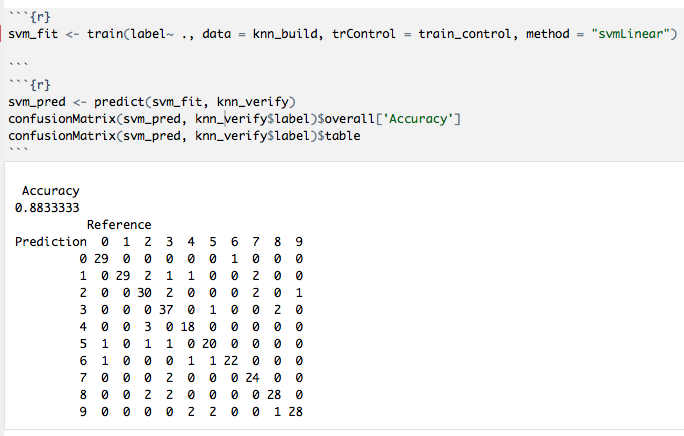 ```{r}
svm_fit <- train(label~ ., data = knn_build, trControl = train_control, method = "svmLinear")
```
```{r}
svm_pred <- predict(svm_fit, knn_verify)
confusionMatrix(svm_pred, knn_verify$label)$overall['Accuracy']
confusionMatrix(svm_pred, knn_verify$label)$table
```
Accuracy
0.8833333
Reference
Prediction 0 1 2 3 4 5 6 7 8 9
0 29 0 0 0 0 0 1 0 0 0
1 0 29 2 1 1 0 0 2 0 0
2 0 0 30 2 0 0 0 2 0 1
3 0 0 0 37 0 1 0 0 2 0
4 0 0 3 0 18 0 0 0 0 0
5 1 0 1 1 0 20 0 0 0 0
6 1 0 0 0 1 1 22 0 0 0
7 0 0 0 2 0 0 0 24 0 0
8 0 0 2 2 0 0 0 0 28 0
9 0 0 0 0 2 2 0 0 1 28